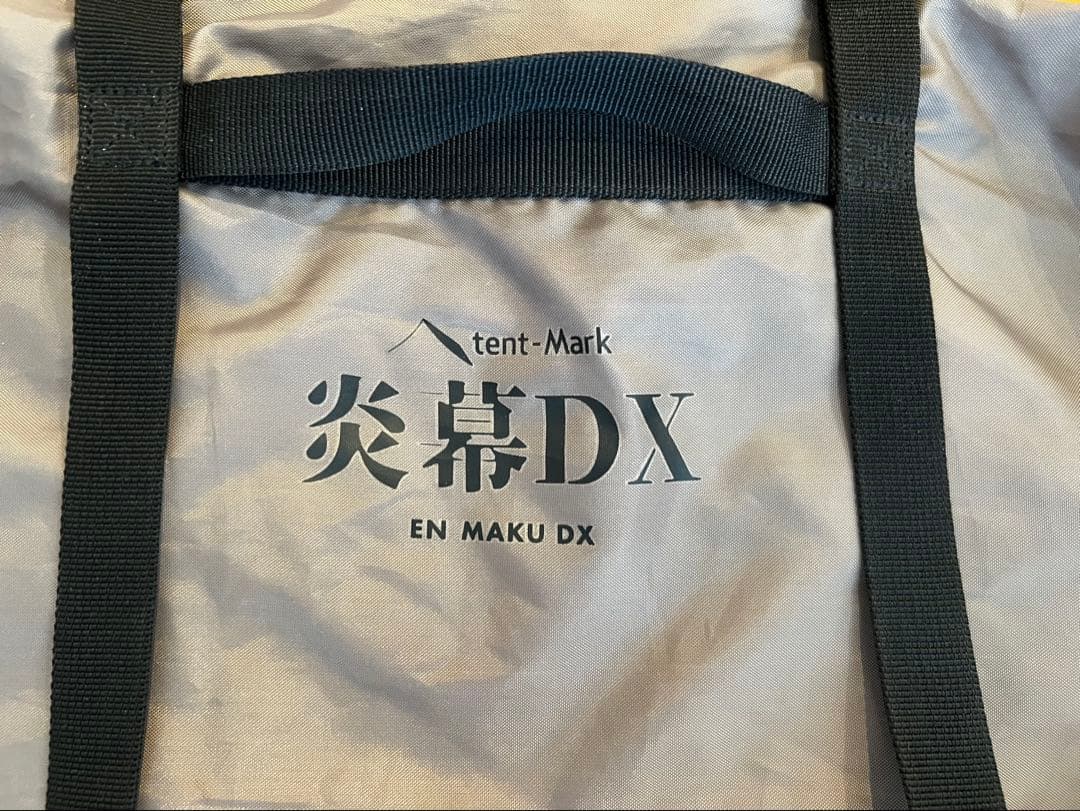 tent-Mark
炎幕DX
EN MAKU DX